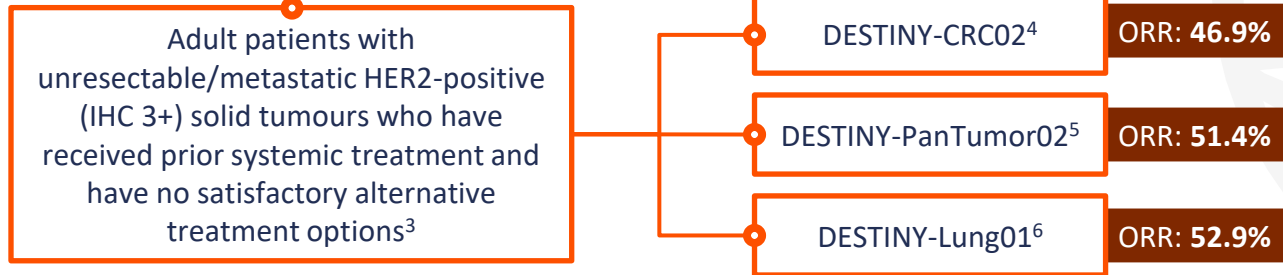 Adult patients with
unresectable/metastatic HER2-positive
(IHC 3+) solid tumours who have
received prior systemic treatment and
have no satisfactory alternative
treatment options³
DESTINY-CRC02⁴
ORR: 46.9%
DESTINY-PanTumor02⁵
ORR: 51.4%
DESTINY-Lung01⁶
ORR: 52.9%